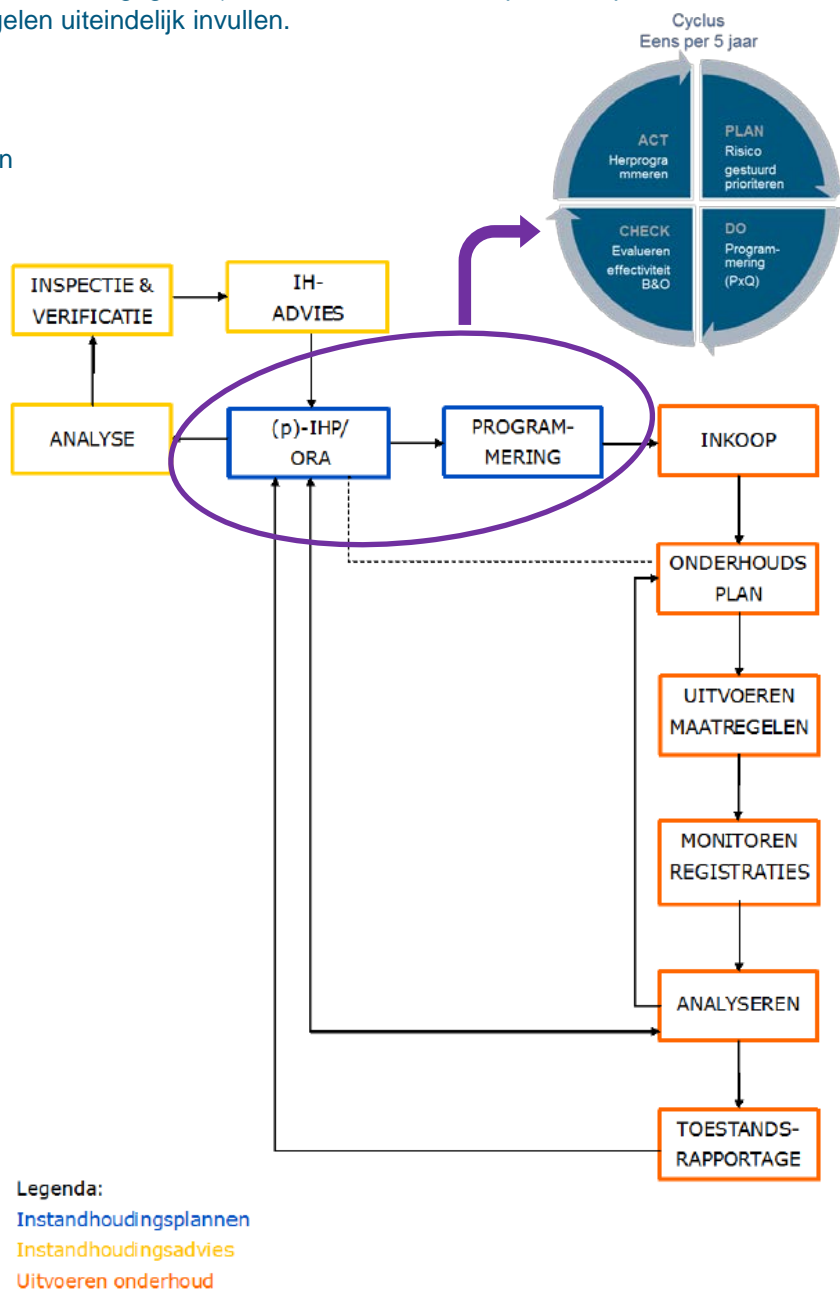 gelen uiteindelijk invullen.
Cyclus
Eens per 5 jaar
ACT
Herprogra
mmeren
PLAN
Risico
gestuurd
prioriteren
CHECK
Evalueren
effectiviteit
B&O
DO
Program-
mering
(PxQ)
n
INSPECTIE &
VERIFICATIE
IH-
ADVIES
ANALYSE
(p)-IHP/
ORA
PROGRAM-
MERING
INKOOP
ONDERHOUDS
PLAN
UITVOEREN
MAATREGELEN
MONITOREN
REGISTRATIES
ANALYSEREN
TOESTANDS-
RAPPORTAGE
Legenda:
Instandhoudingsplannen
Instandhoudingsadvies
Uitvoeren onderhoud